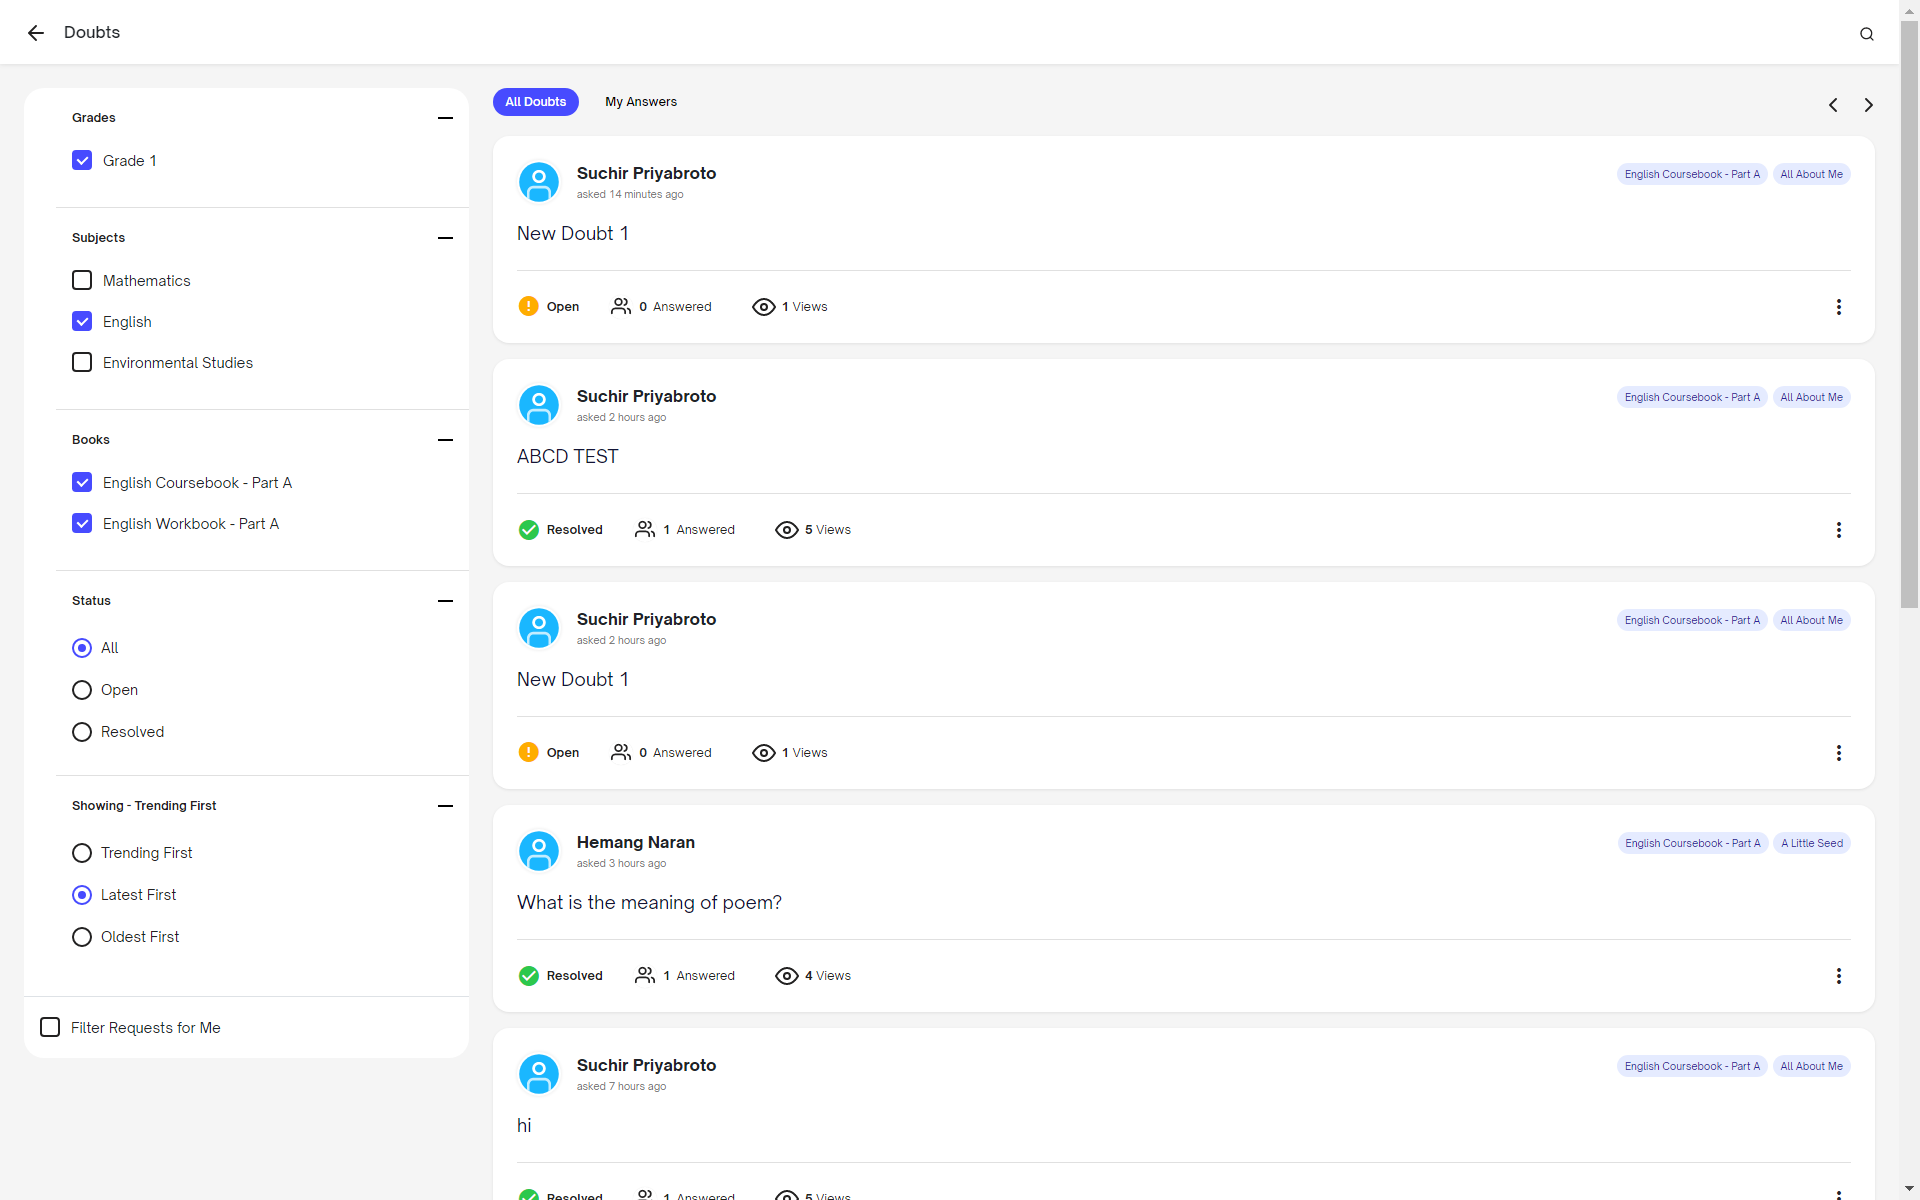 Doubts
Grades
Grade 1
Subjects
Mathematics
English
Environmental Studies
Books
English Coursebook - Part A
English Workbook - Part A
Status
All
Open
Resolved
Showing - Trending First
Trending First
Latest First
Oldest First
Filter Requests for Me
All Doubts My Answers
Suchir Priyabroto English Coursebook - Part A All About Me
asked 14 minutes ago
New Doubt 1
Open 0 Answered 1 Views
Suchir Priyabroto English Coursebook - Part A All About Me
asked 2 hours ago
ABCD TEST
Resolved 1 Answered 5 Views
Suchir Priyabroto English Coursebook - Part A All About Me
asked 2 hours ago
New Doubt 1
Open 0 Answered 1 Views
Hemang Naran English Coursebook - Part A A Little Seed
asked 3 hours ago
What is the meaning of poem?
Resolved 1 Answered 4 Views
Suchir Priyabroto English Coursebook - Part A All About Me
asked 7 hours ago
hi
Resolved 1 Answered 5 Views